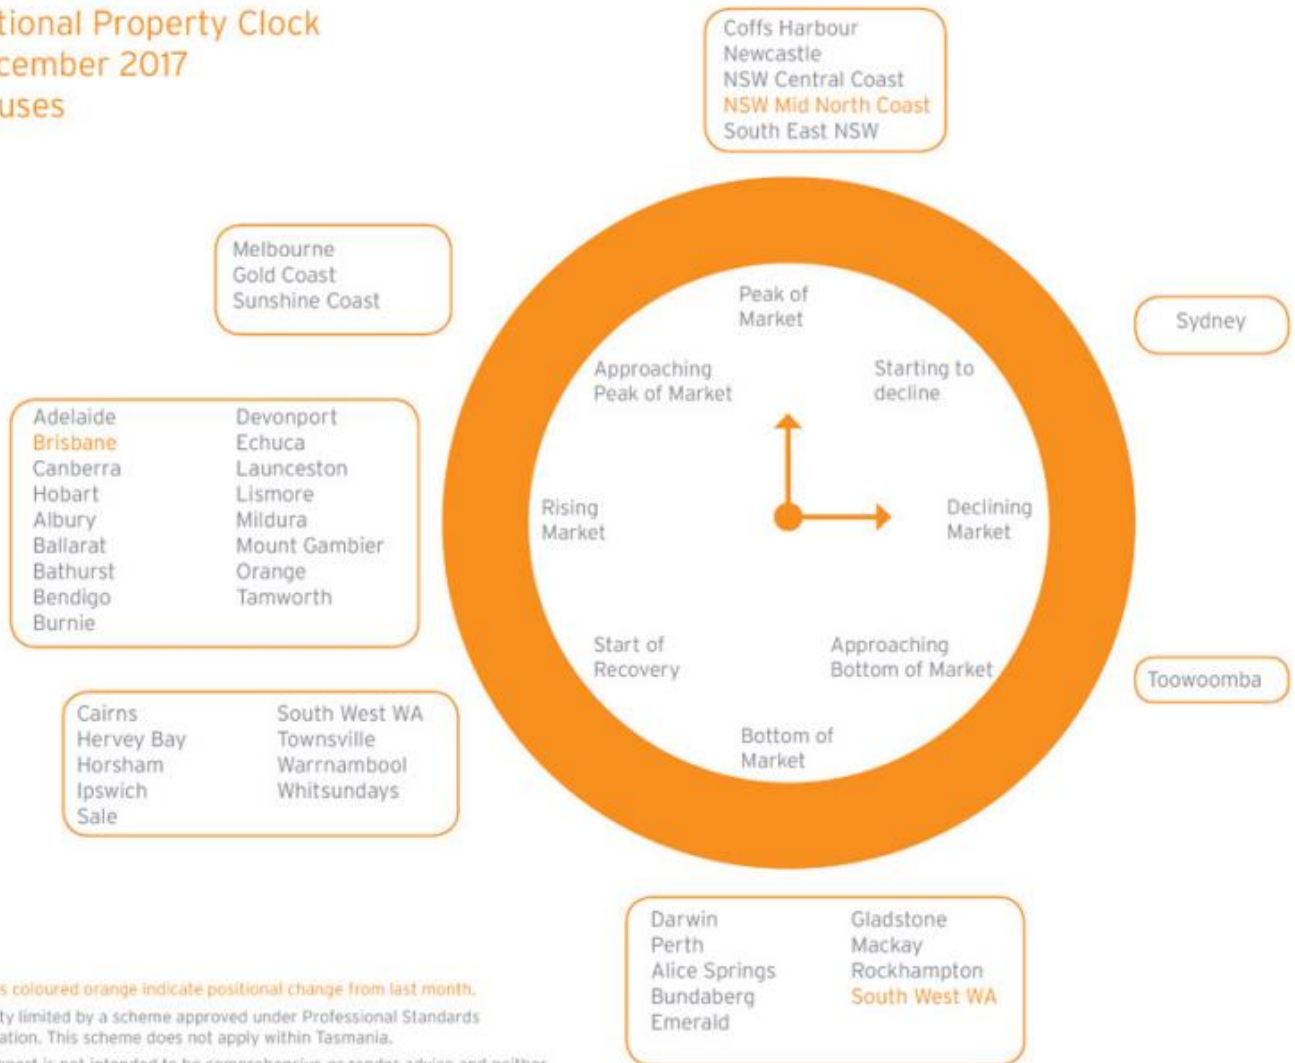 tional Property Clock
cember 2017
uses
Coffs Harbour
Newcastle
NSW Central Coast
NSW Mid North Coast
South East NSW
Melbourne
Gold Coast
Sunshine Coast
Peak of
Market
Sydney
Approaching
Peak of Market
Starting to
decline
Adelaide
Brisbane
Canberra
Hobart
Albury
Ballarat
Bathurst
Bendigo
Burnie
Devonport
Echuca
Launceston
Lismore
Mildura
Mount Gambier
Orange
Tamworth
Rising
Market
Declining
Market
Start of
Recovery
Approaching
Bottom of Market
Toowoomba
Cairns
Hervey Bay
Horsham
Ipswich
Sale
South West WA
Townsville
Warrnambool
Whitsundays
Bottom of
Market
Darwin
Perth
Alice Springs
Bundaberg
Emerald
Gladstone
Mackay
Rockhampton
South West WA
s coloured orange indicate positional change from last month.
ty limited by a scheme approved under Professional Standards
ation. This scheme does not apply within Tasmania.